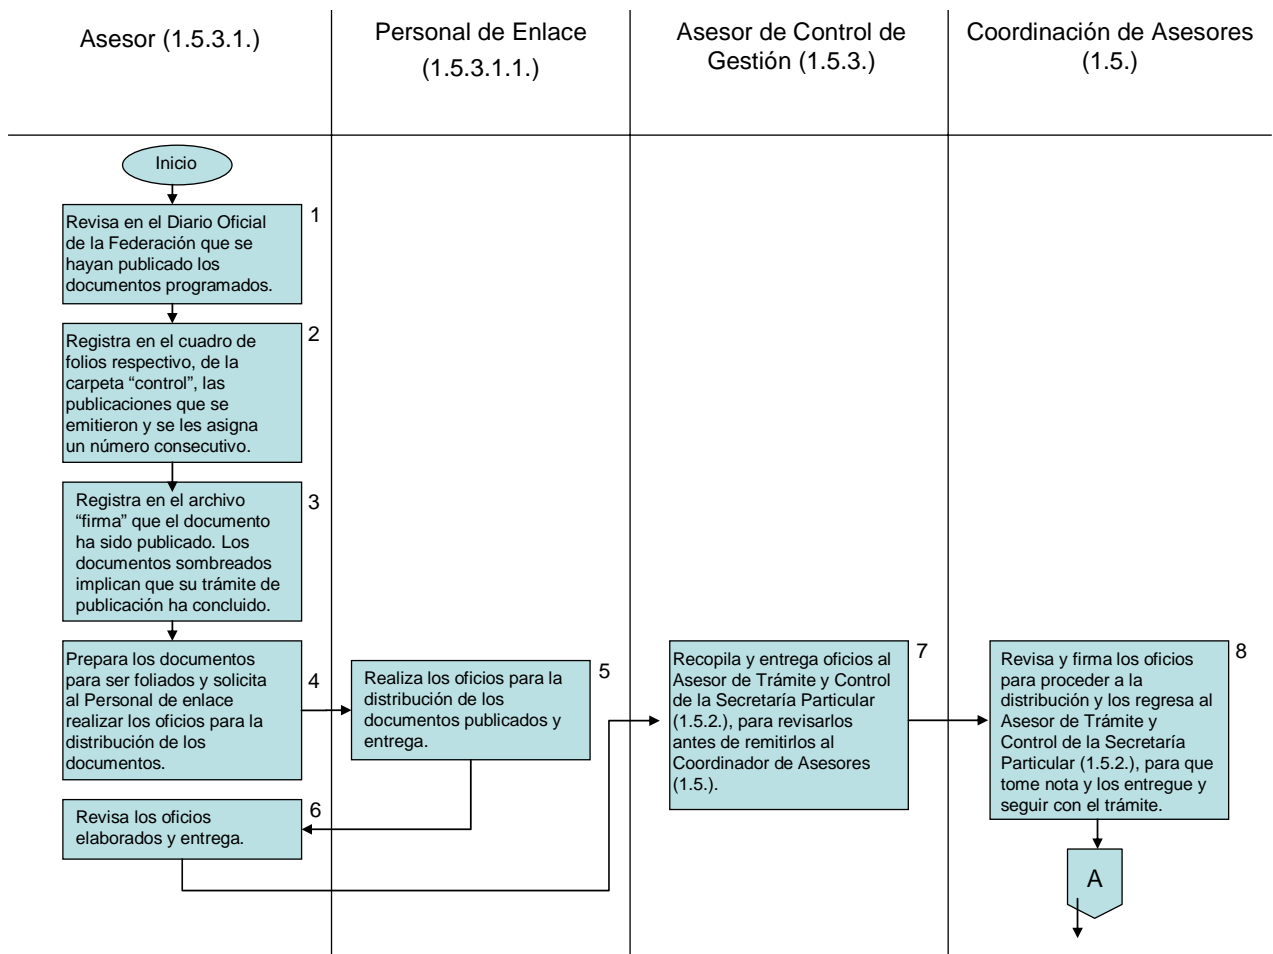 Asesor (1.5.3.1.)
Personal de Enlace
(1.5.3.1.1.)
Asesor de Control de
Gestión (1.5.3.)
Coordinación de Asesores
(1.5.)
Inicio
1
Revisa en el Diario Oficial
de la Federación que se
hayan publicado los
documentos programados.
2
Registra en el cuadro de
folios respectivo, de la
carpeta “control”, las
publicaciones que se
emitieron y se les asigna
un número consecutivo.
3
Registra en el archivo
“firma” que el documento
ha sido publicado. Los
documentos sombreados
implican que su trámite de
publicación ha concluido.
4
Prepara los documentos
para ser foliados y solicita
al Personal de enlace
realizar los oficios para la
distribución de los
documentos.
5
Realiza los oficios para la
distribución de los
documentos publicados y
entrega.
6
Revisa los oficios
elaborados y entrega.
7
Recopila y entrega oficios al
Asesor de Trámite y Control
de la Secretaría Particular
(1.5.2.), para revisarlos
antes de remitirlos al
Coordinador de Asesores
(1.5.).
8
Revisa y firma los oficios
para proceder a la
distribución y los regresa al
Asesor de Trámite y
Control de la Secretaría
Particular (1.5.2.), para que
tome nota y los entregue y
seguir con el trámite.
A